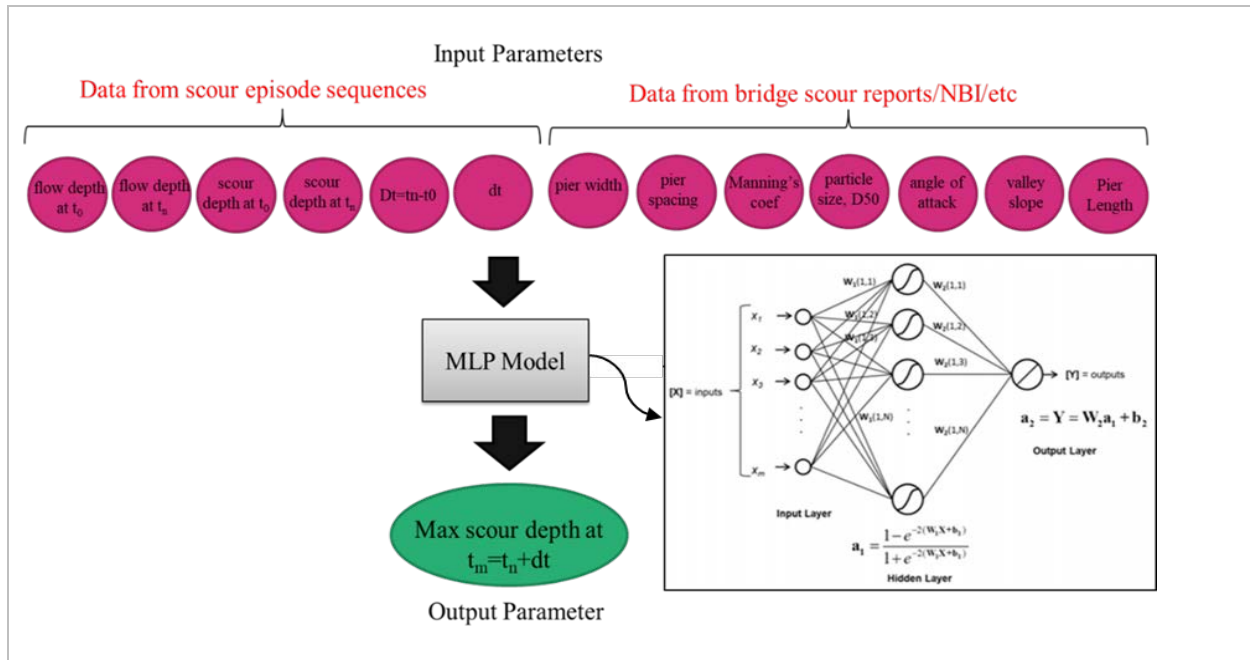 Input Parameters
Data from scour episode sequences
Data from bridge scour reports/NBI/etc
flow depth
at t₀
flow depth
at tₙ
scour
depth at t₀
scour
depth at tₙ
Dt=tn-t0
dt
pier width
pier
spacing
Manning's
coef
particle
size, D50
angle of
attack
valley
slope
Pier
Length
MLP Model
Max scour depth at
tₘ=tₙ+dt
Output Parameter
W₁(1,1)
W₁(1,2)
W₁(1,3)
W₁(1,N)
W₂(1,1)
W₂(1,2)
W₂(1,3)
W₂(1,N)
X₁
X₂
X₃
Xₘ
[X] = inputs
[Y] = outputs
a₂ = Y = W₂a₁ + b₂
Output Layer
Input Layer
a₁ = (1−e^(−2(W₁X+b₁)))/(1+e^(−2(W₁X+b₁)))
Hidden Layer